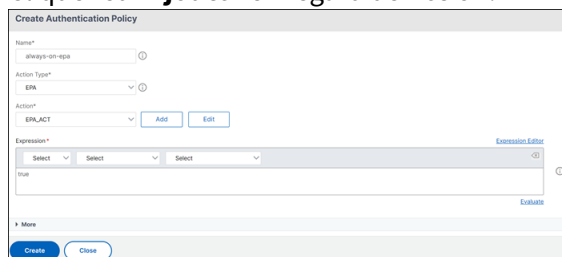 Create Authentication Policy
Name*
always-on-epa
Action Type*
EPA
Action*
EPA_ACT Add Edit
Expression * Expression Editor
Select Select Select
true
Evaluate
More
Create Close